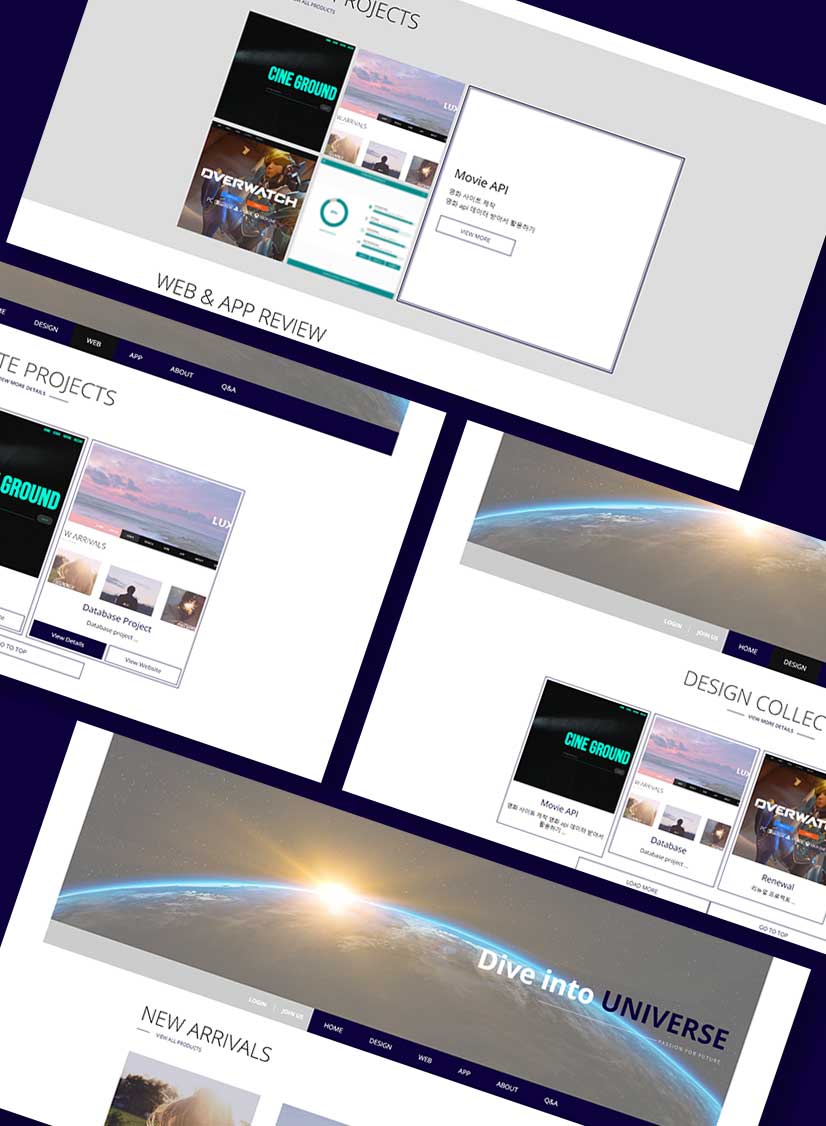 PROJECTS
VIEW ALL PRODUCTS
CINE GROUND
LUX
W ARRIVALS
OVERWATCH
Movie API
영화 사이트 제작
영화 api 데이터 받아서 활용하기
VIEW MORE
WEB & APP REVIEW
DESIGN
WEB
APP
ABOUT
Q&A
TE PROJECTS
VIEW MORE DETAILS
GROUND
LUX
W ARRIVALS
Database Project
Database project ...
View Details
View Website
GO TO TOP
LOGIN
JOIN US
HOME
DESIGN
DESIGN COLLEC
VIEW MORE DETAILS
CINE GROUND
LUX
W ARRIVALS
OVERWAT
Movie API
영화 사이트 제작 영화 api 데이터 받아서
활용하기 ...
Database
Database project ...
Renewal
리뉴얼 프로젝트 ...
LOAD MORE
GO TO TOP
Dive into UNIVERSE
PASSION FOR FUTURE
LOGIN
JOIN US
HOME
DESIGN
WEB
APP
ABOUT
Q&A
NEW ARRIVALS
VIEW ALL PRODUCTS